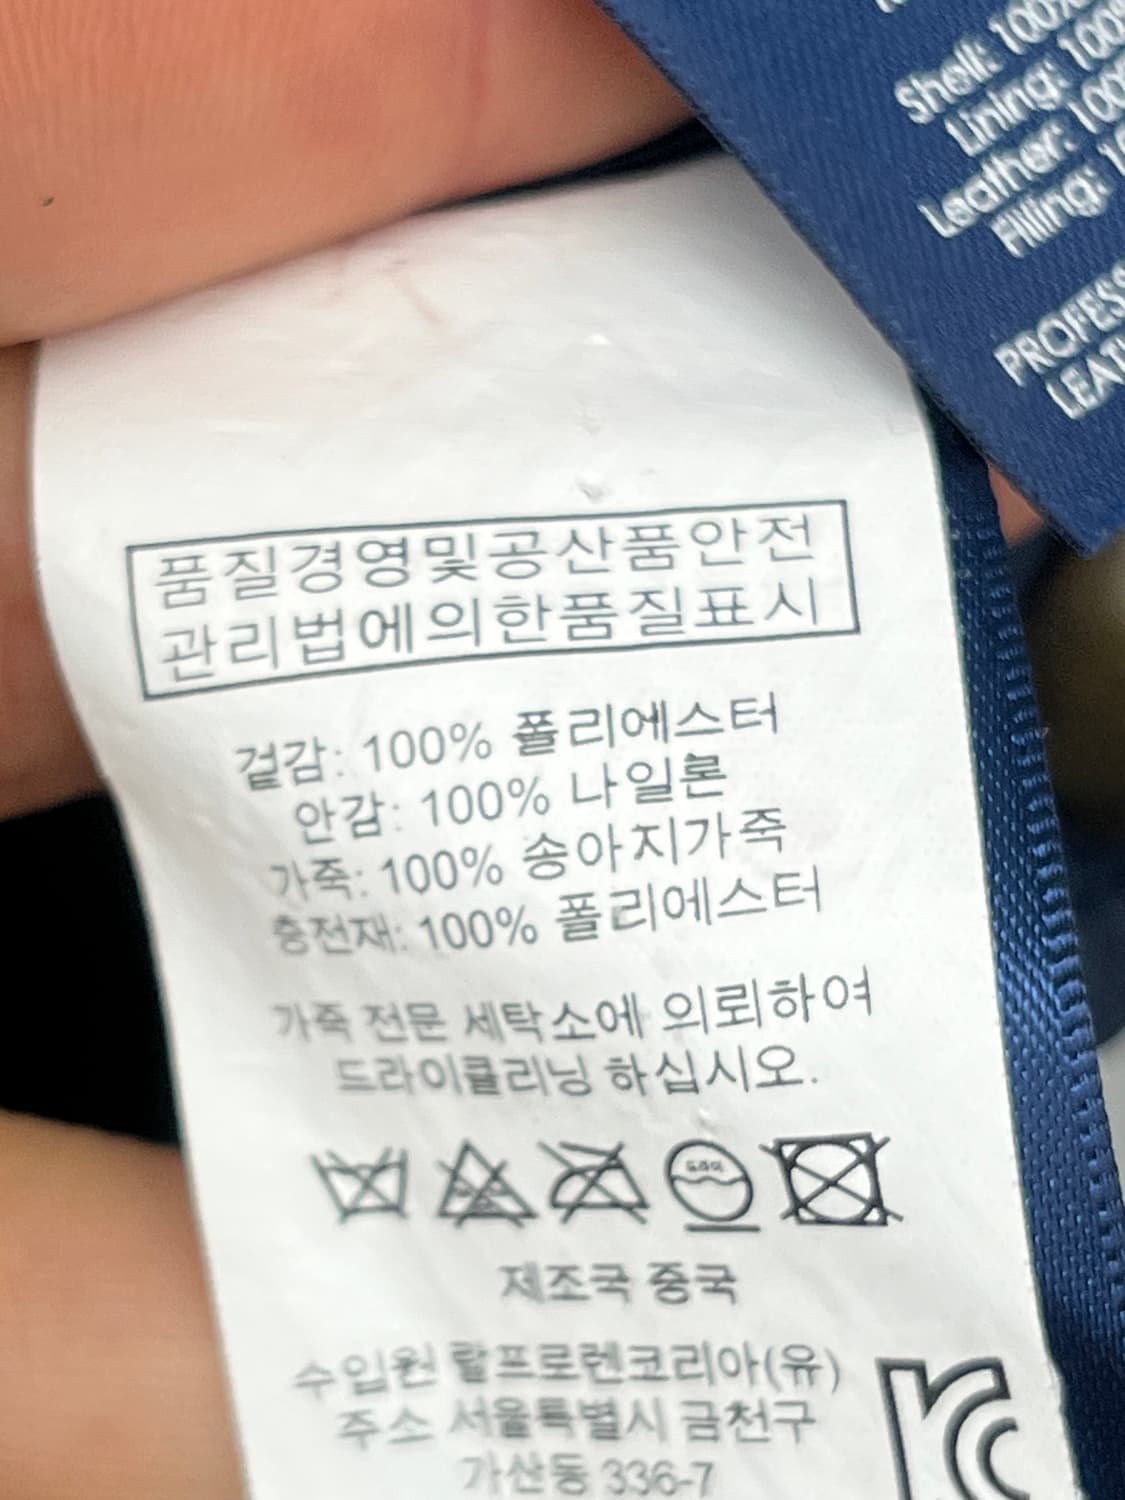 Shell: 100%
Lining: 100%
Leather: 100
Filling:
품질경영및공산품안전
관리법에의한품질표시
겉감: 100% 폴리에스터
안감: 100% 나일론
가죽: 100% 송아지가죽
충전재: 100% 폴리에스터
가죽 전문 세탁소에 의뢰하여
드라이클리닝 하십시오.
제조국 중국
수입원 랄프로렌코리아(유)
주소 서울특별시 금천구
가산동 336-7